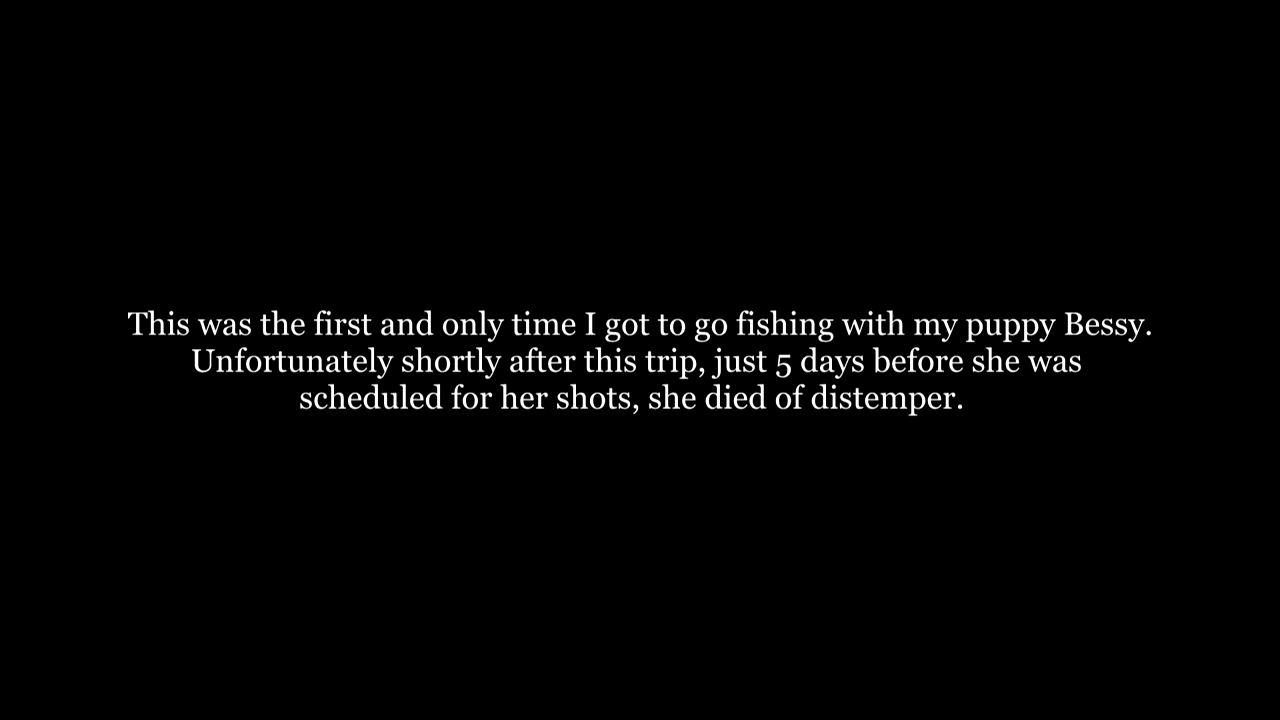 This was the first and only time I got to go fishing with my puppy Bessy.
Unfortunately shortly after this trip, just 5 days before she was
scheduled for her shots, she died of distemper.